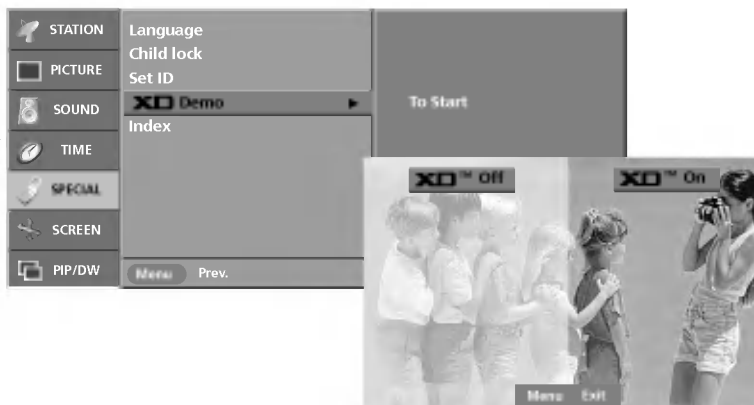 STATION
PICTURE
SOUND
TIME
SPECIAL
SCREEN
PIP/DW
Language
Child lock
Set ID
XD Demo
Index
Menu Prev.
To Start
XD™ Off
XD™ On
Menu Exit